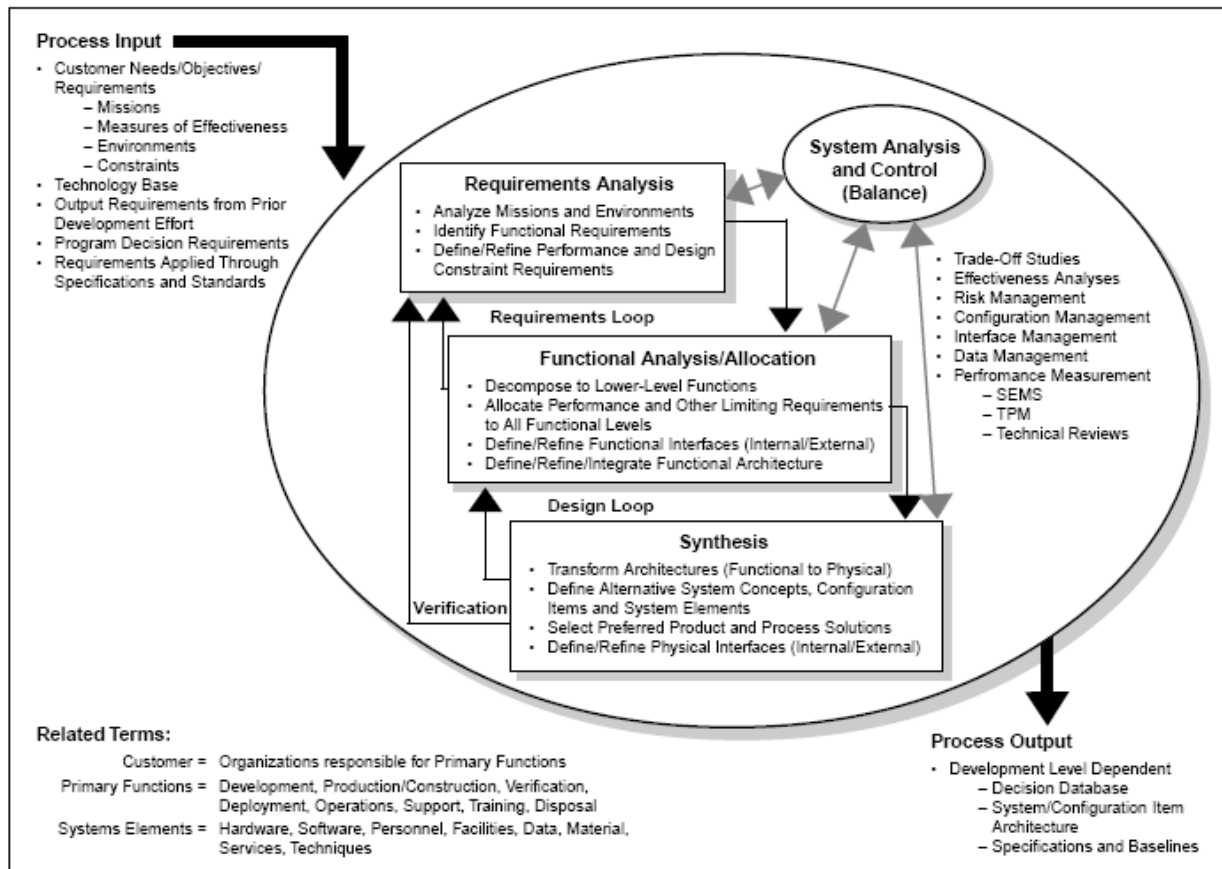 Process Input
• Customer Needs/Objectives/
Requirements
– Missions
– Measures of Effectiveness
– Environments
– Constraints
• Technology Base
• Output Requirements from Prior
Development Effort
• Program Decision Requirements
• Requirements Applied Through
Specifications and Standards
System Analysis
and Control
(Balance)
Requirements Analysis
• Analyze Missions and Environments
• Identify Functional Requirements
• Define/Refine Performance and Design
Constraint Requirements
• Trade-Off Studies
• Effectiveness Analyses
• Risk Management
• Configuration Management
• Interface Management
• Data Management
• Perfromance Measurement
– SEMS
– TPM
– Technical Reviews
Requirements Loop
Functional Analysis/Allocation
• Decompose to Lower-Level Functions
• Allocate Performance and Other Limiting Requirements
to All Functional Levels
• Define/Refine Functional Interfaces (Internal/External)
• Define/Refine/Integrate Functional Architecture
Design Loop
Synthesis
• Transform Architectures (Functional to Physical)
• Define Alternative System Concepts, Configuration
Items and System Elements
• Select Preferred Product and Process Solutions
• Define/Refine Physical Interfaces (Internal/External)
Verification
Related Terms:
Customer = Organizations responsible for Primary Functions
Primary Functions = Development, Production/Construction, Verification,
Deployment, Operations, Support, Training, Disposal
Systems Elements = Hardware, Software, Personnel, Facilities, Data, Material,
Services, Techniques
Process Output
• Development Level Dependent
– Decision Database
– System/Configuration Item
Architecture
– Specifications and Baselines